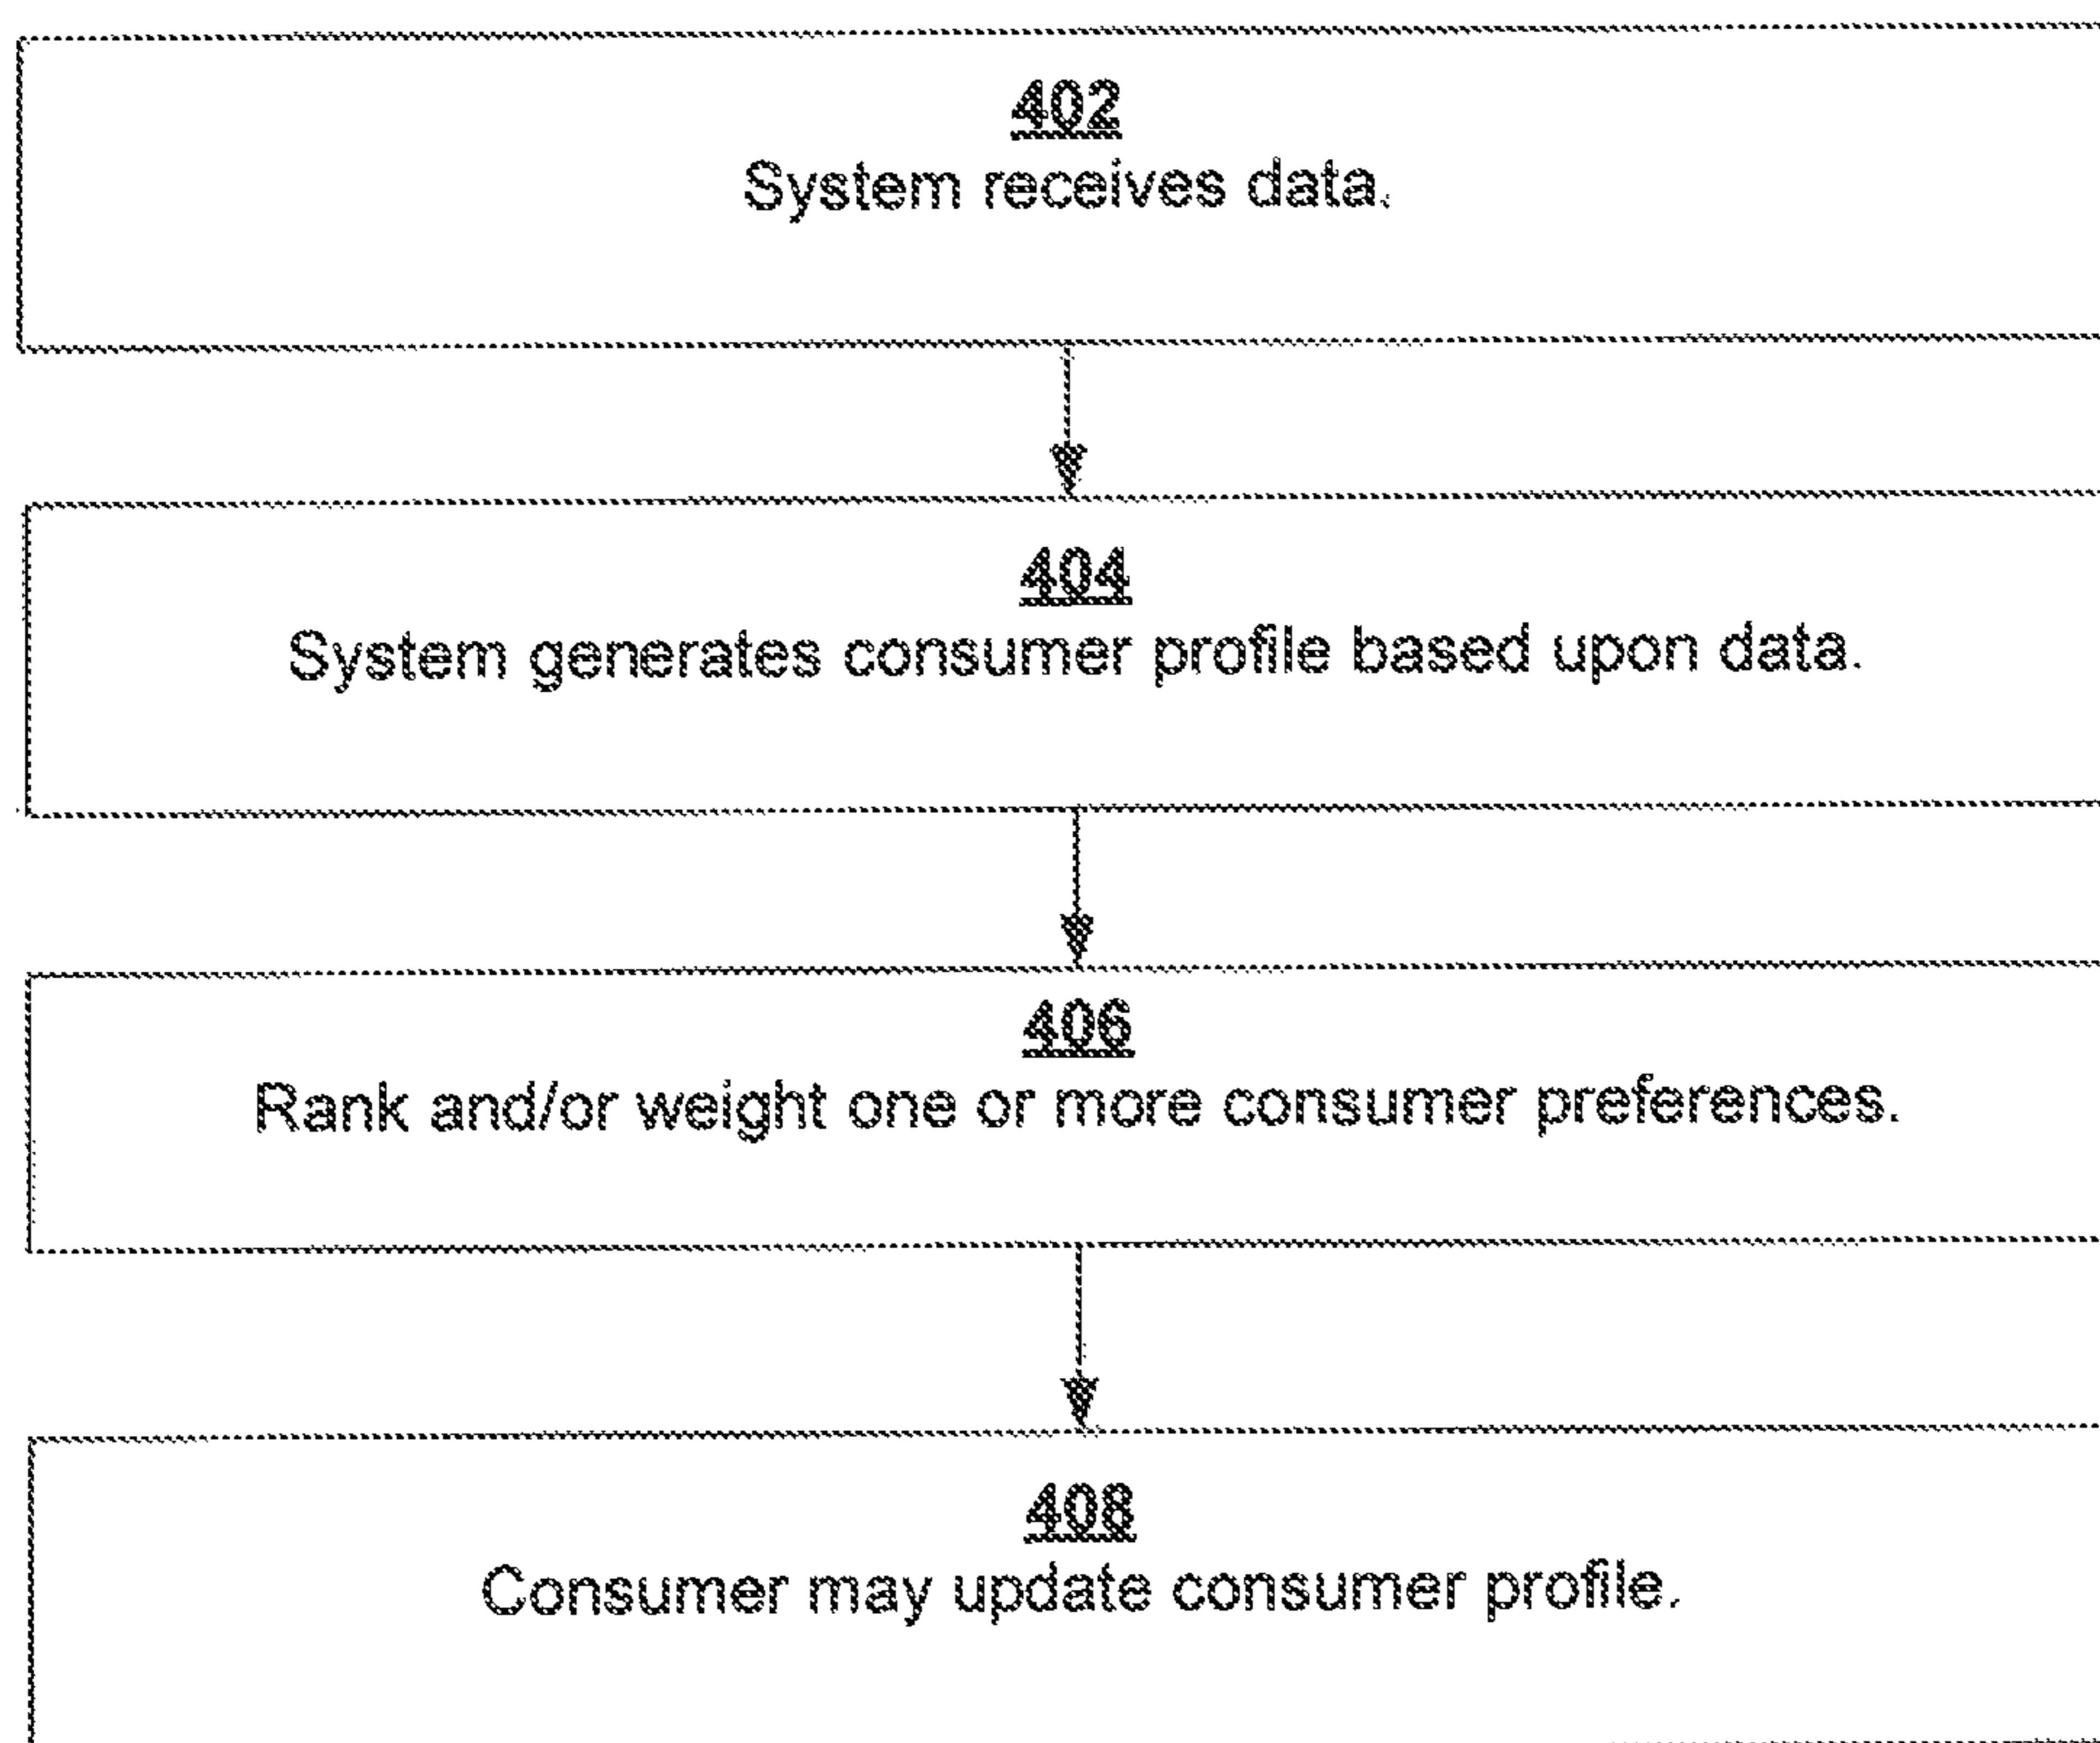 402
System receives data.
404
System generates consumer profile based upon data.
406
Rank and/or weight one or more consumer preferences.
408
Consumer may update consumer profile.